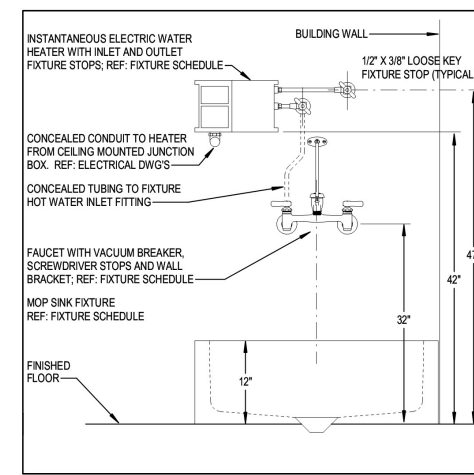 INSTANTANEOUS ELECTRIC WATER
HEATER WITH INLET AND OUTLET
FIXTURE STOPS; REF: FIXTURE SCHEDULE
BUILDING WALL
1/2" X 3/8" LOOSE KEY
FIXTURE STOP (TYPICAL
CONCEALED CONDUIT TO HEATER
FROM CEILING MOUNTED JUNCTION
BOX. REF: ELECTRICAL DWG'S
CONCEALED TUBING TO FIXTURE
HOT WATER INLET FITTING
FAUCET WITH VACUUM BREAKER,
SCREWDRIVER STOPS AND WALL
BRACKET; REF: FIXTURE SCHEDULE
MOP SINK FIXTURE
REF: FIXTURE SCHEDULE
FINISHED
FLOOR
12"
32"
42"
47